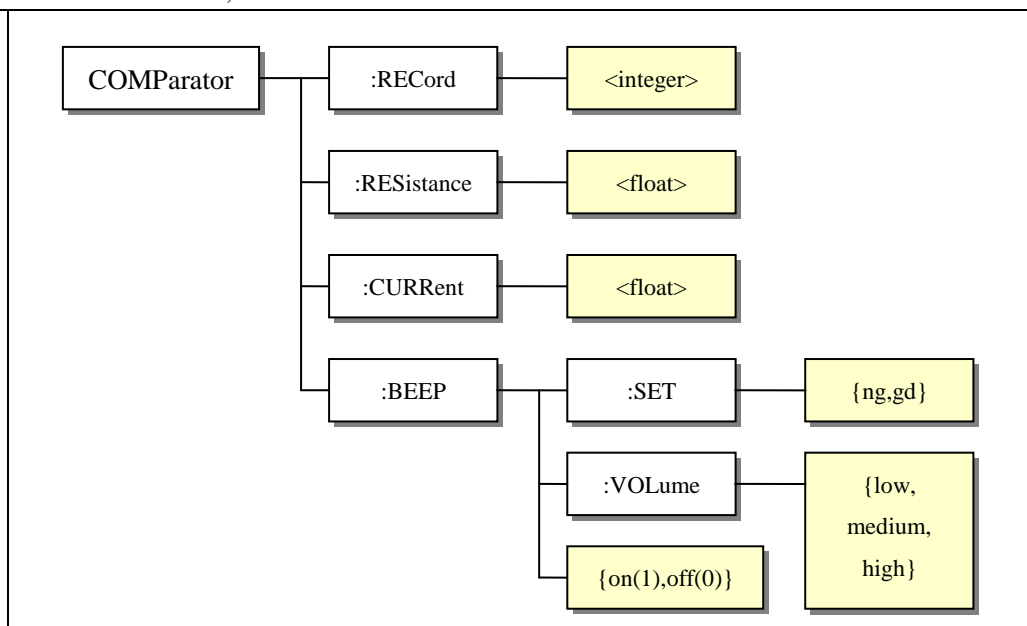 COMParator
:RECord
<integer>
:RESistance
<float>
:CURRent
<float>
:BEEP
:SET
{ng,gd}
:VOLume
{low,
medium,
high}
{on(1),off(0)}